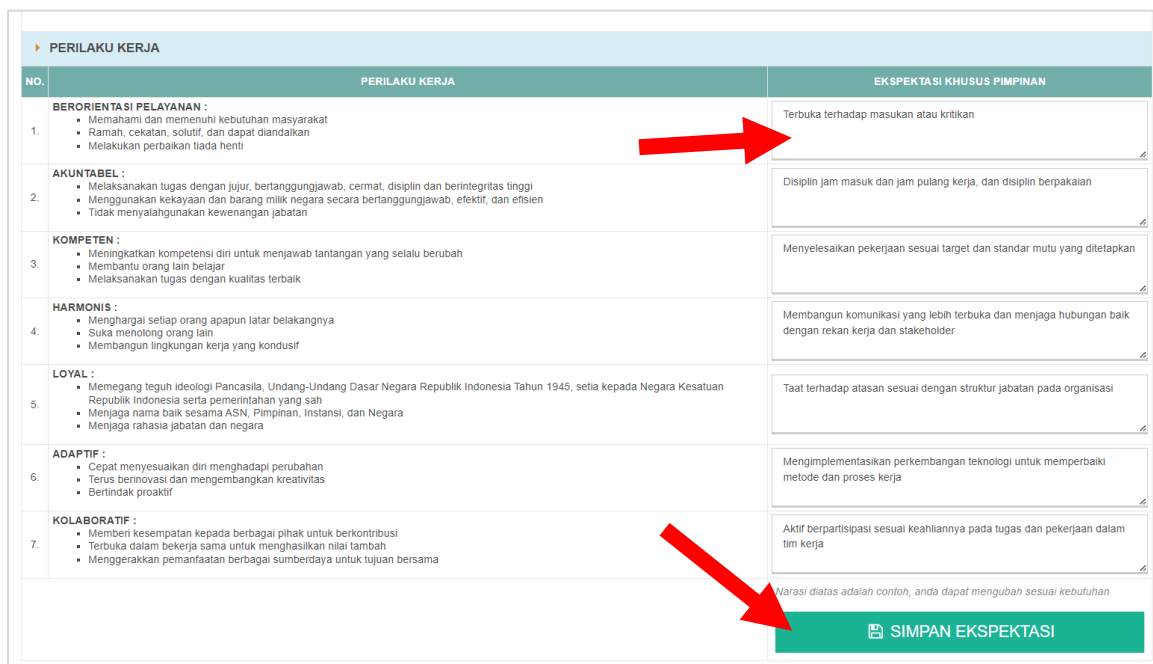 PERILAKU KERJA
NO.
PERILAKU KERJA
EKSPEKTASI KHUSUS PIMPINAN
1.
BERORIENTASI PELAYANAN :
Memahami dan memenuhi kebutuhan masyarakat
Ramah, cekatan, solutif, dan dapat diandalkan
Melakukan perbaikan tiada henti
Terbuka terhadap masukan atau kritikan
2.
AKUNTABEL :
Melaksanakan tugas dengan jujur, bertanggungjawab, cermat, disiplin dan berintegritas tinggi
Menggunakan kekayaan dan barang milik negara secara bertanggungjawab, efektif, dan efisien
Tidak menyalahgunakan kewenangan jabatan
Disiplin jam masuk dan jam pulang kerja, dan disiplin berpakaian
3.
KOMPETEN :
Meningkatkan kompetensi diri untuk menjawab tantangan yang selalu berubah
Membantu orang lain belajar
Melaksanakan tugas dengan kualitas terbaik
Menyelesaikan pekerjaan sesuai target dan standar mutu yang ditetapkan
4.
HARMONIS :
Menghargai setiap orang apapun latar belakangnya
Suka menolong orang lain
Membangun lingkungan kerja yang kondusif
Membangun komunikasi yang lebih terbuka dan menjaga hubungan baik
dengan rekan kerja dan stakeholder
5.
LOYAL :
Memegang teguh ideologi Pancasila, Undang-Undang Dasar Negara Republik Indonesia Tahun 1945, setia kepada Negara Kesatuan
Republik Indonesia serta pemerintahan yang sah
Menjaga nama baik sesama ASN, Pimpinan, Instansi, dan Negara
Menjaga rahasia jabatan dan negara
Taat terhadap atasan sesuai dengan struktur jabatan pada organisasi
6.
ADAPTIF :
Cepat menyesuaikan diri menghadapi perubahan
Terus berinovasi dan mengembangkan kreativitas
Bertindak proaktif
Mengimplementasikan perkembangan teknologi untuk memperbaiki
metode dan proses kerja
7.
KOLABORATIF :
Memberi kesempatan kepada berbagai pihak untuk berkontribusi
Terbuka dalam bekerja sama untuk menghasilkan nilai tambah
Menggerakkan pemanfaatan berbagai sumberdaya untuk tujuan bersama
Aktif berpartisipasi sesuai keahliannya pada tugas dan pekerjaan dalam
tim kerja
Narasi diatas adalah contoh, anda dapat mengubah sesuai kebutuhan
SIMPAN EKSPEKTASI